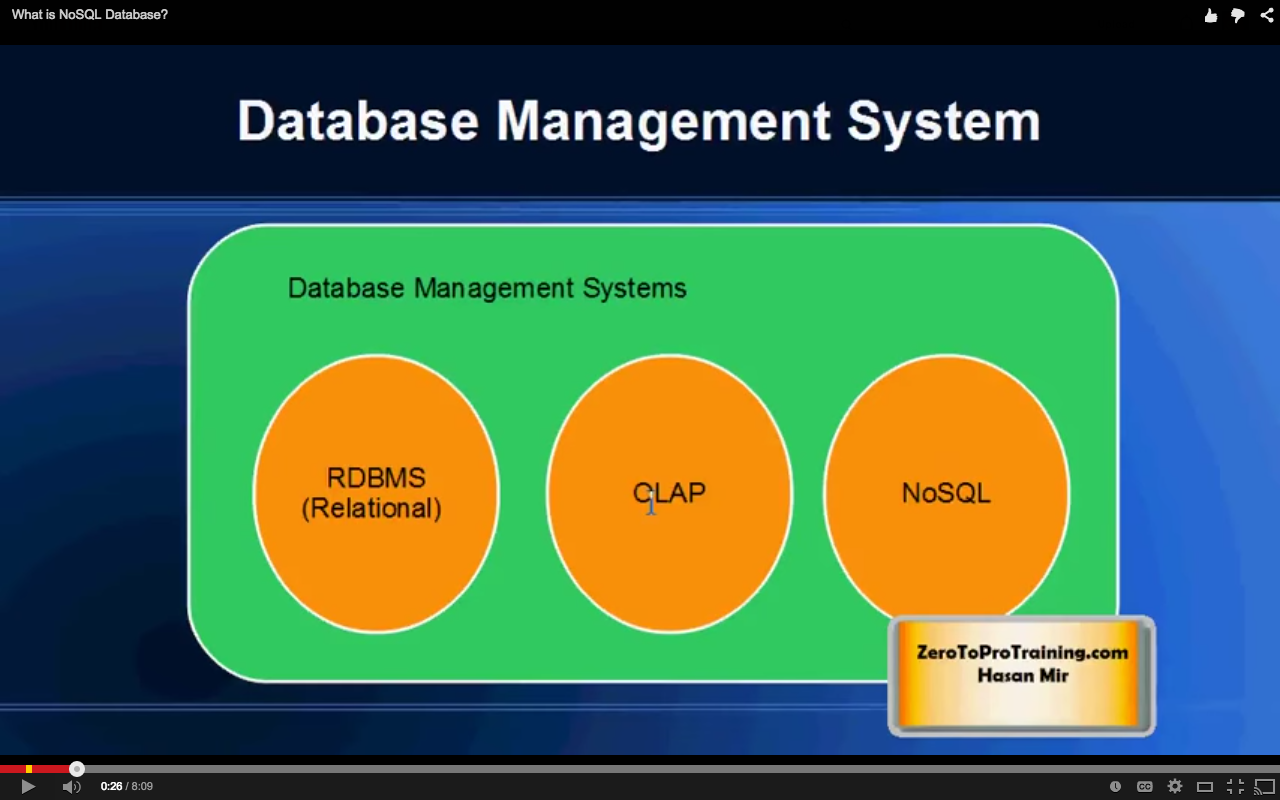 What is NoSQL Database?
Database Management System
Database Management Systems
RDBMS
(Relational)
OLAP
NoSQL
ZeroToProTraining.com
Hasan Mir
0:26 / 8:09
CC